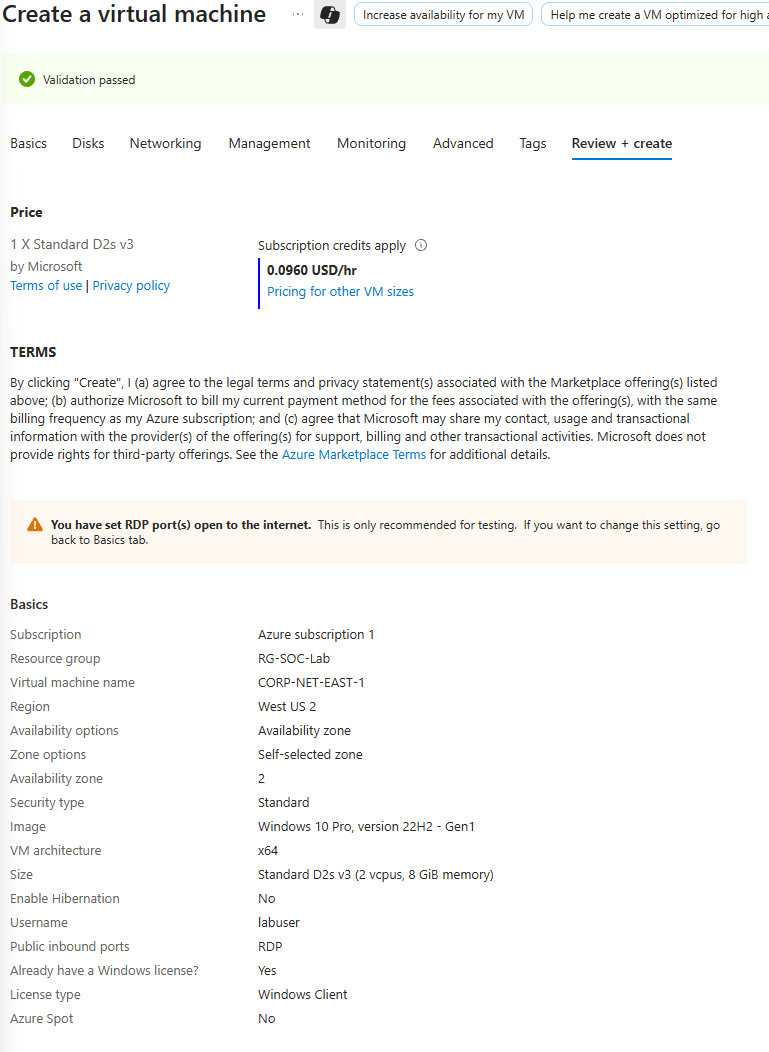 Create a virtual machine ...
Increase availability for my VM
Help me create a VM optimized for high
Validation passed
Basics Disks Networking Management Monitoring Advanced Tags Review + create
Price
1 X Standard D2s v3
by Microsoft
Terms of use | Privacy policy
Subscription credits apply
0.0960 USD/hr
Pricing for other VM sizes
TERMS
By clicking "Create", I (a) agree to the legal terms and privacy statement(s) associated with the Marketplace offering(s) listed
above; (b) authorize Microsoft to bill my current payment method for the fees associated with the offering(s), with the same
billing frequency as my Azure subscription; and (c) agree that Microsoft may share my contact, usage and transactional
information with the provider(s) of the offering(s) for support, billing and other transactional activities. Microsoft does not
provide rights for third-party offerings. See the Azure Marketplace Terms for additional details.
You have set RDP port(s) open to the internet. This is only recommended for testing. If you want to change this setting, go
back to Basics tab.
Basics
Subscription Azure subscription 1
Resource group RG-SOC-Lab
Virtual machine name CORP-NET-EAST-1
Region West US 2
Availability options Availability zone
Zone options Self-selected zone
Availability zone 2
Security type Standard
Image Windows 10 Pro, version 22H2 - Gen1
VM architecture x64
Size Standard D2s v3 (2 vcpus, 8 GiB memory)
Enable Hibernation No
Username labuser
Public inbound ports RDP
Already have a Windows license? Yes
License type Windows Client
Azure Spot No